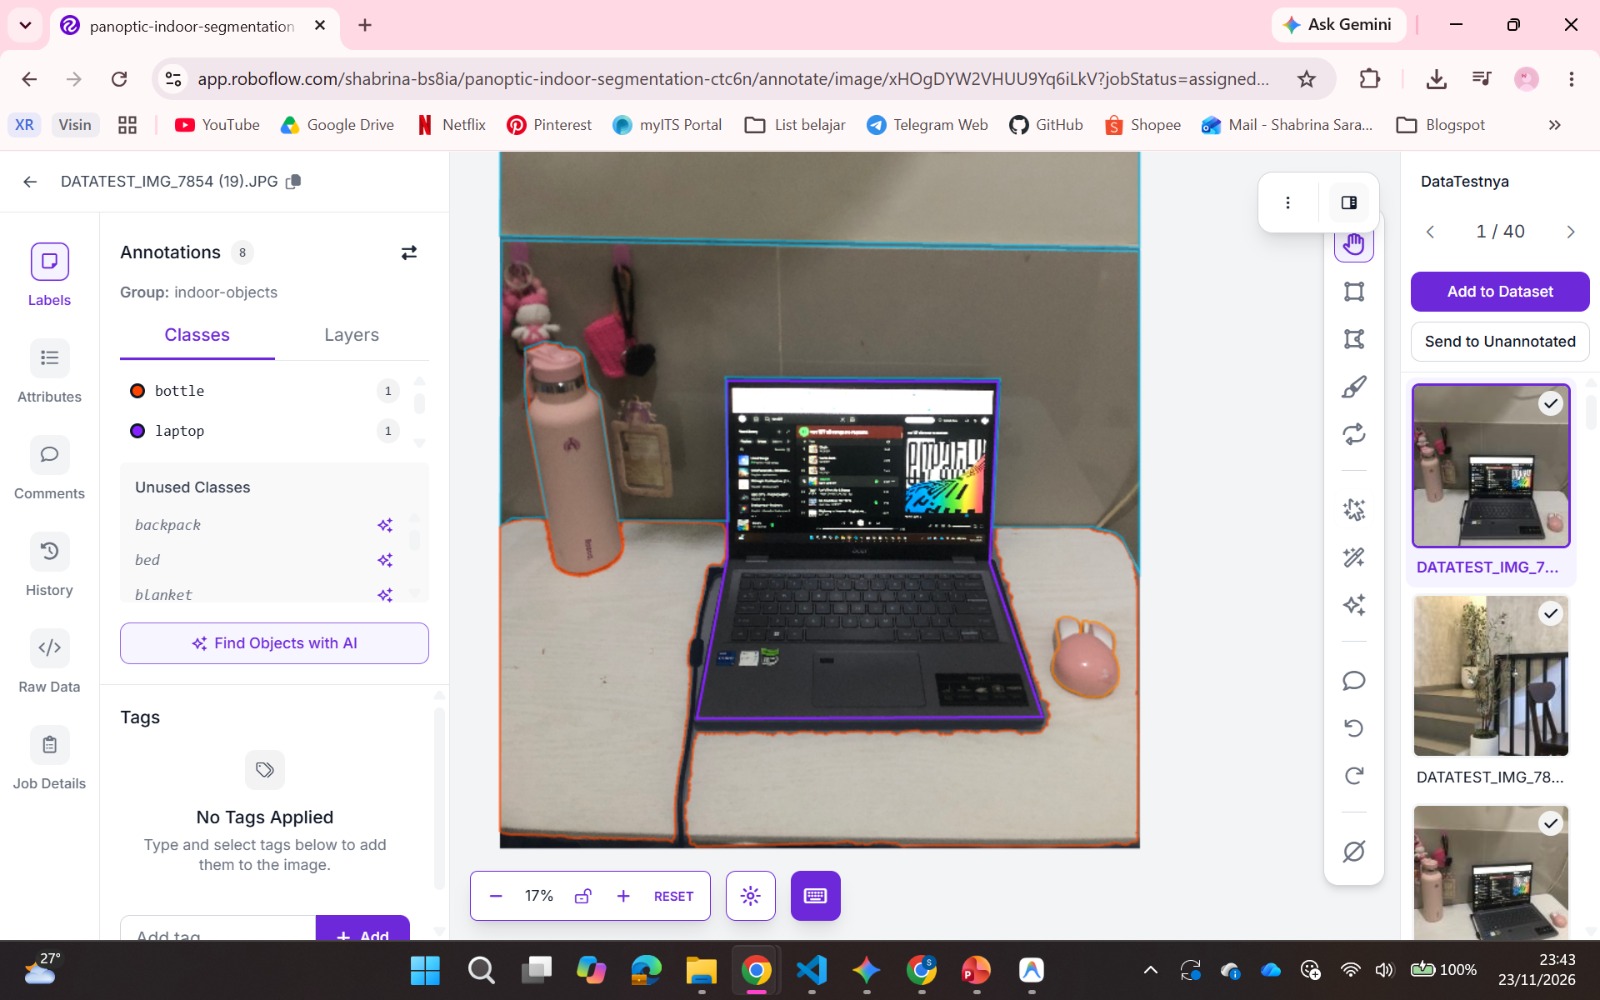 panoptic-indoor-segmentation
Ask Gemini
app.roboflow.com/shabrina-bs8ia/panoptic-indoor-segmentation-ctc6n/annotate/image/xHOgDYW2VHUU9Yq6iLkV?jobStatus=assigned...
XR
Visin
YouTube
Google Drive
Netflix
Pinterest
myITS Portal
List belajar
Telegram Web
GitHub
Shopee
Mail - Shabrina Sara...
Blogspot
DATATEST_IMG_7854 (19).JPG
Labels
Attributes
Comments
History
Raw Data
Job Details
Annotations 8
Group: indoor-objects
Classes
Layers
bottle 1
laptop 1
Unused Classes
backpack
bed
blanket
Find Objects with AI
Tags
No Tags Applied
Type and select tags below to add
them to the image.
Add tag
+ Add
acer
17%
RESET
DataTestnya
1 / 40
Add to Dataset
Send to Unannotated
DATATEST_IMG_7...
DATATEST_IMG_78...
27°
100%
23:43
23/11/2026